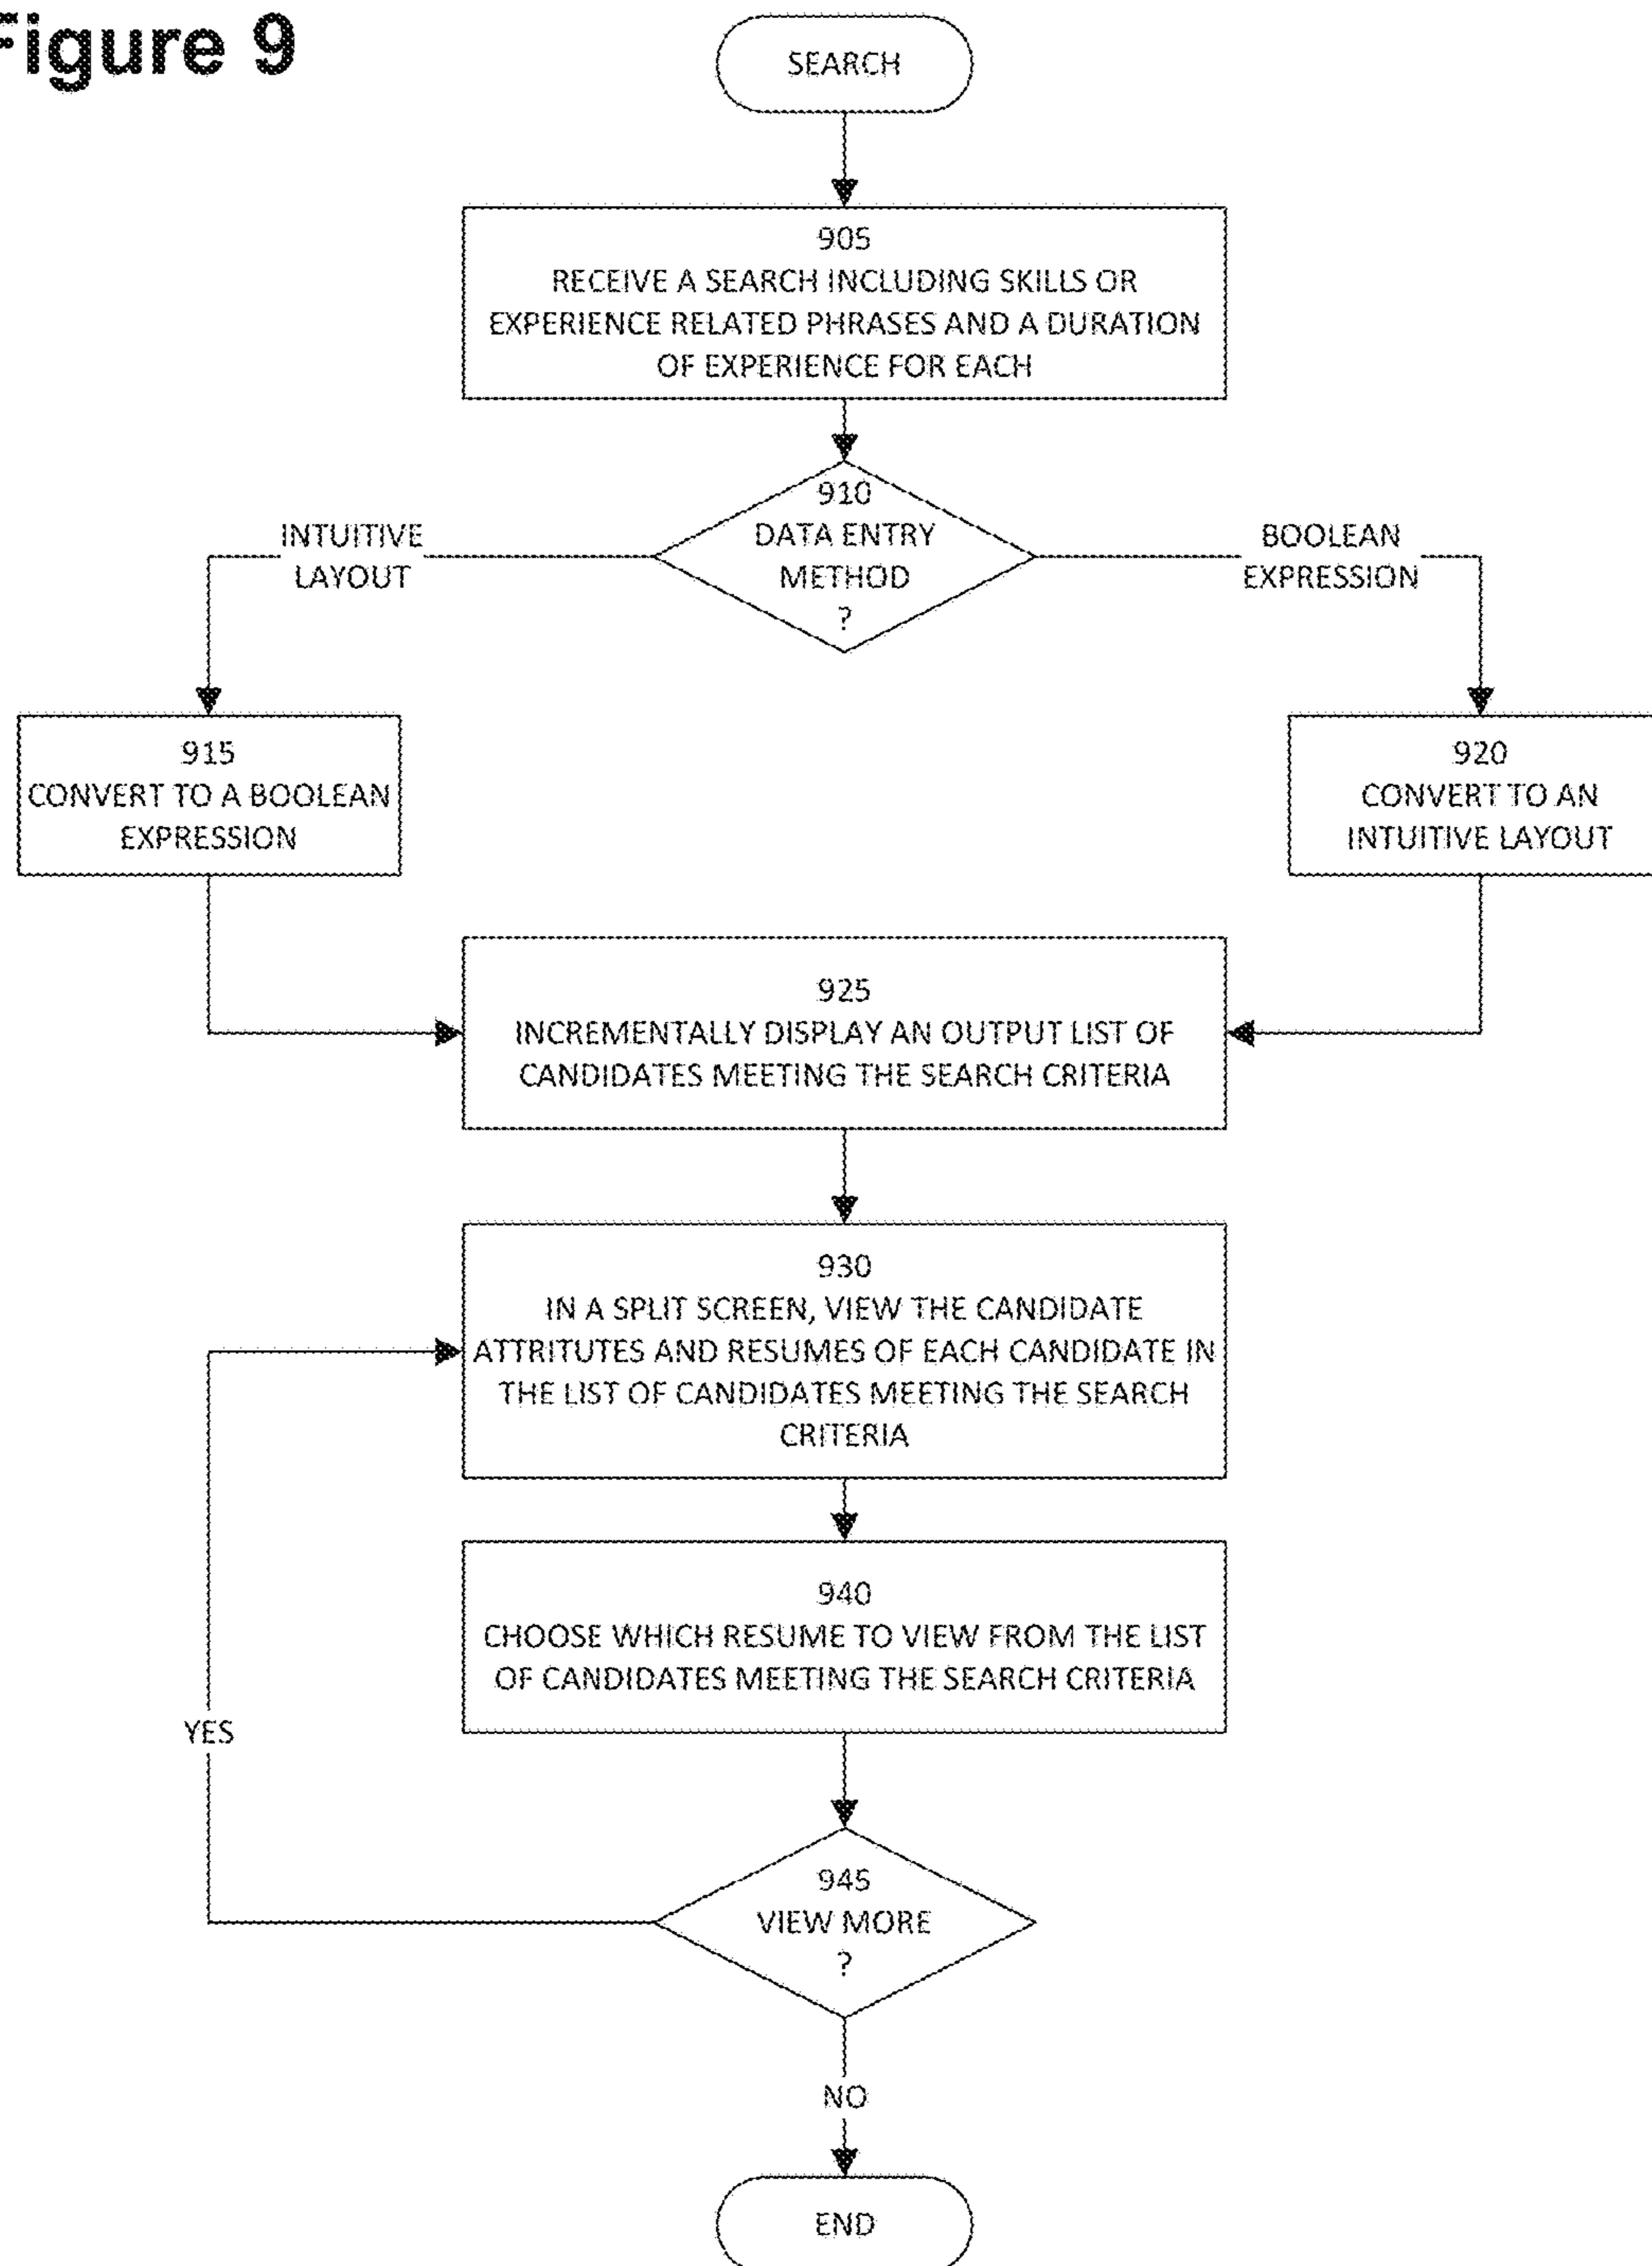 Figure 9
SEARCH
905
RECEIVE A SEARCH INCLUDING SKILLS OR
EXPERIENCE RELATED PHRASES AND A DURATION
OF EXPERIENCE FOR EACH
910
DATA ENTRY
METHOD
?
INTUITIVE
LAYOUT
BOOLEAN
EXPRESSION
915
CONVERT TO A BOOLEAN
EXPRESSION
920
CONVERT TO AN
INTUITIVE LAYOUT
925
INCREMENTALLY DISPLAY AN OUTPUT LIST OF
CANDIDATES MEETING THE SEARCH CRITERIA
930
IN A SPLIT SCREEN, VIEW THE CANDIDATE
ATTRITUTES AND RESUMES OF EACH CANDIDATE IN
THE LIST OF CANDIDATES MEETING THE SEARCH
CRITERIA
940
CHOOSE WHICH RESUME TO VIEW FROM THE LIST
OF CANDIDATES MEETING THE SEARCH CRITERIA
YES
945
VIEW MORE
?
NO
END